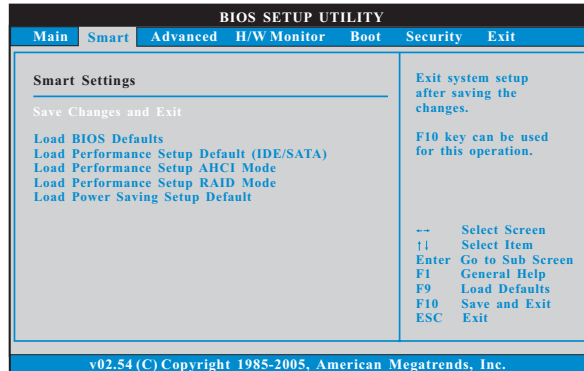 BIOS SETUP UTILITY
Main Smart Advanced H/W Monitor Boot Security Exit
Smart Settings
Save Changes and Exit
Load BIOS Defaults
Load Performance Setup Default (IDE/SATA)
Load Performance Setup AHCI Mode
Load Performance Setup RAID Mode
Load Power Saving Setup Default
Exit system setup
after saving the
changes.
F10 key can be used
for this operation.
←→ Select Screen
↑↓ Select Item
Enter Go to Sub Screen
F1 General Help
F9 Load Defaults
F10 Save and Exit
ESC Exit
v02.54 (C) Copyright 1985-2005, American Megatrends, Inc.